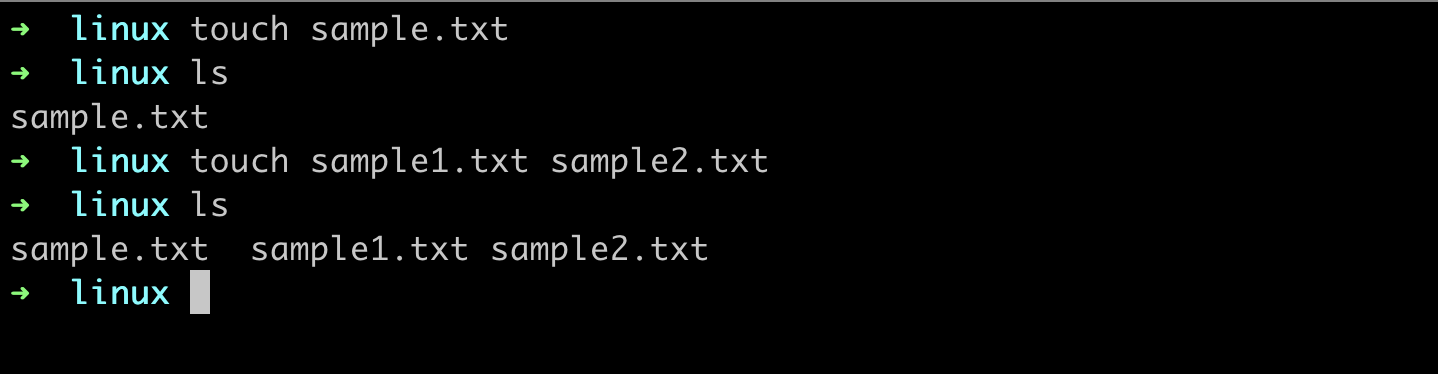 ➜  linux touch sample.txt
➜  linux ls
sample.txt
➜  linux touch sample1.txt sample2.txt
➜  linux ls
sample.txt  sample1.txt sample2.txt
➜  linux